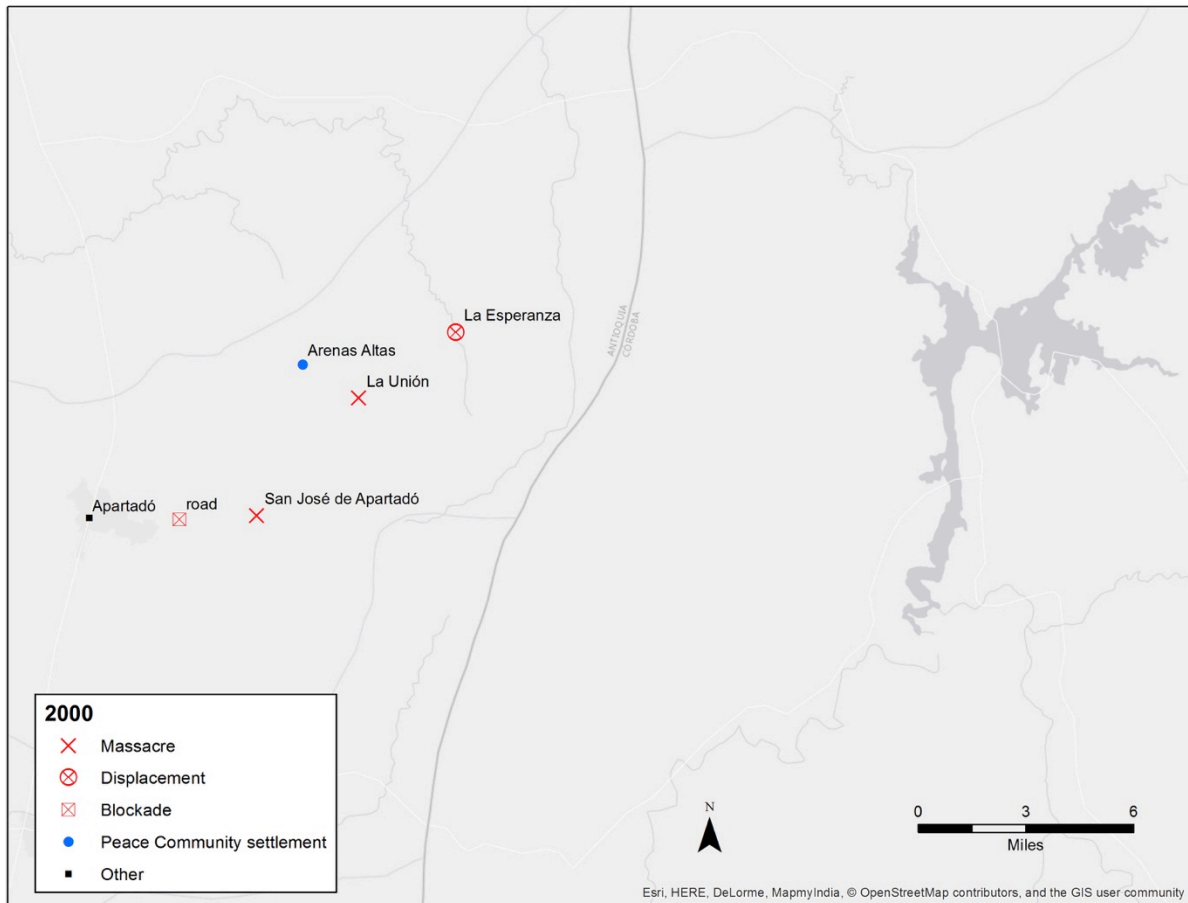 La Esperanza
Arenas Altas
La Unión
ANTIOQUIA
CÓRDOBA
San José de Apartadó
Apartadó
road
2000
Massacre
Displacement
Blockade
Peace Community settlement
Other
N
0 3 6
Miles
Esri, HERE, DeLorme, MapmyIndia, © OpenStreetMap contributors, and the GIS user community